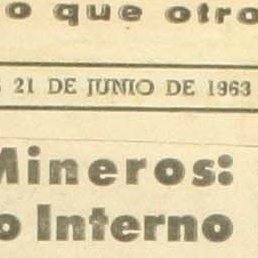 o que otro
21 DE JUNIO DE 1963
Mineros:
o Interno